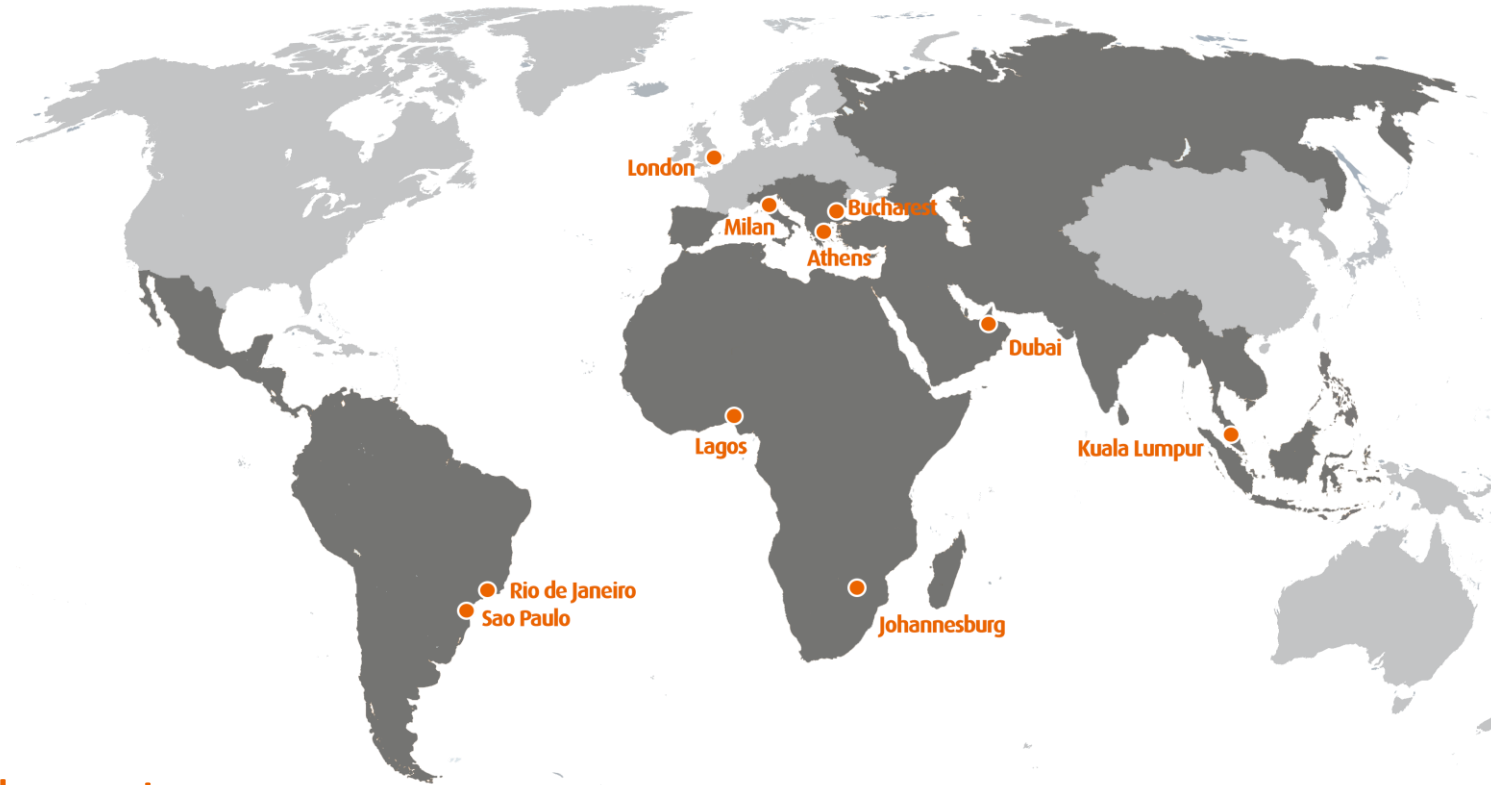 London
Bucharest
Milan
Athens
Dubai
Lagos
Kuala Lumpur
Rio de Janeiro
Sao Paulo
Johannesburg